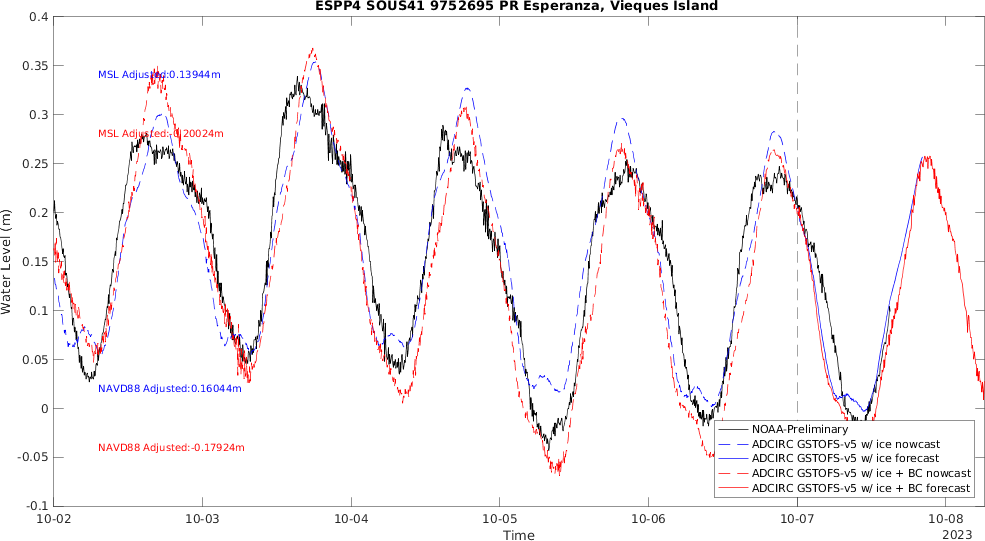 ESPP4 SOUS41 9752695 PR Esperanza, Vieques Island
0.4
0.35
0.3
0.25
0.2
0.15
0.1
0.05
0
-0.05
-0.1
Water Level (m)
MSL Adjusted:0.13944m
MSL Adjusted:-0.20024m
NAVD88 Adjusted:0.16044m
NAVD88 Adjusted:-0.17924m
NOAA-Preliminary
ADCIRC GSTOFS-v5 w/ ice nowcast
ADCIRC GSTOFS-v5 w/ ice forecast
ADCIRC GSTOFS-v5 w/ ice + BC nowcast
ADCIRC GSTOFS-v5 w/ ice + BC forecast
10-02 10-03 10-04 10-05 10-06 10-07 10-08
Time
2023